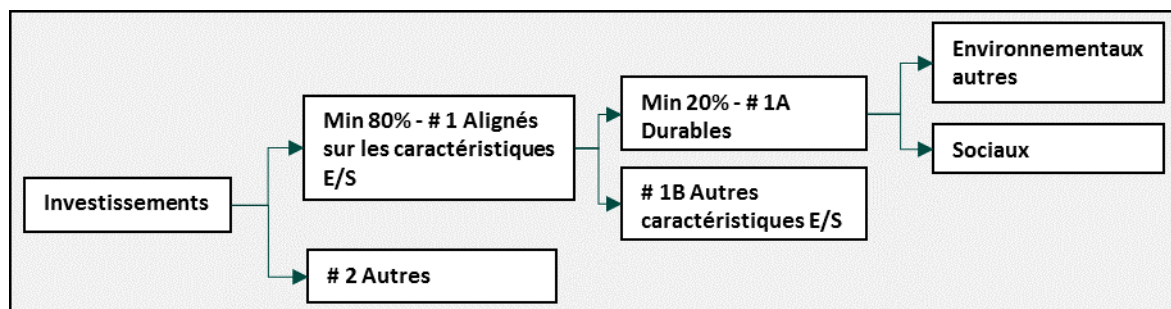 Investissements
Min 80% - # 1 Alignés
sur les caractéristiques
E/S
# 2 Autres
Min 20% - # 1A
Durables
# 1B Autres
caractéristiques E/S
Environnementaux
autres
Sociaux